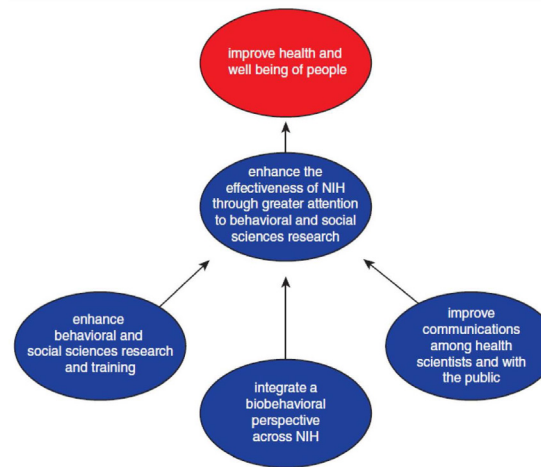 improve health and
well being of people
enhance the
effectiveness of NIH
through greater attention
to behavioral and social
sciences research
enhance
behavioral and
social sciences research
and training
integrate a
biobehavioral
perspective
across NIH
improve
communications
among health
scientists and with
the public